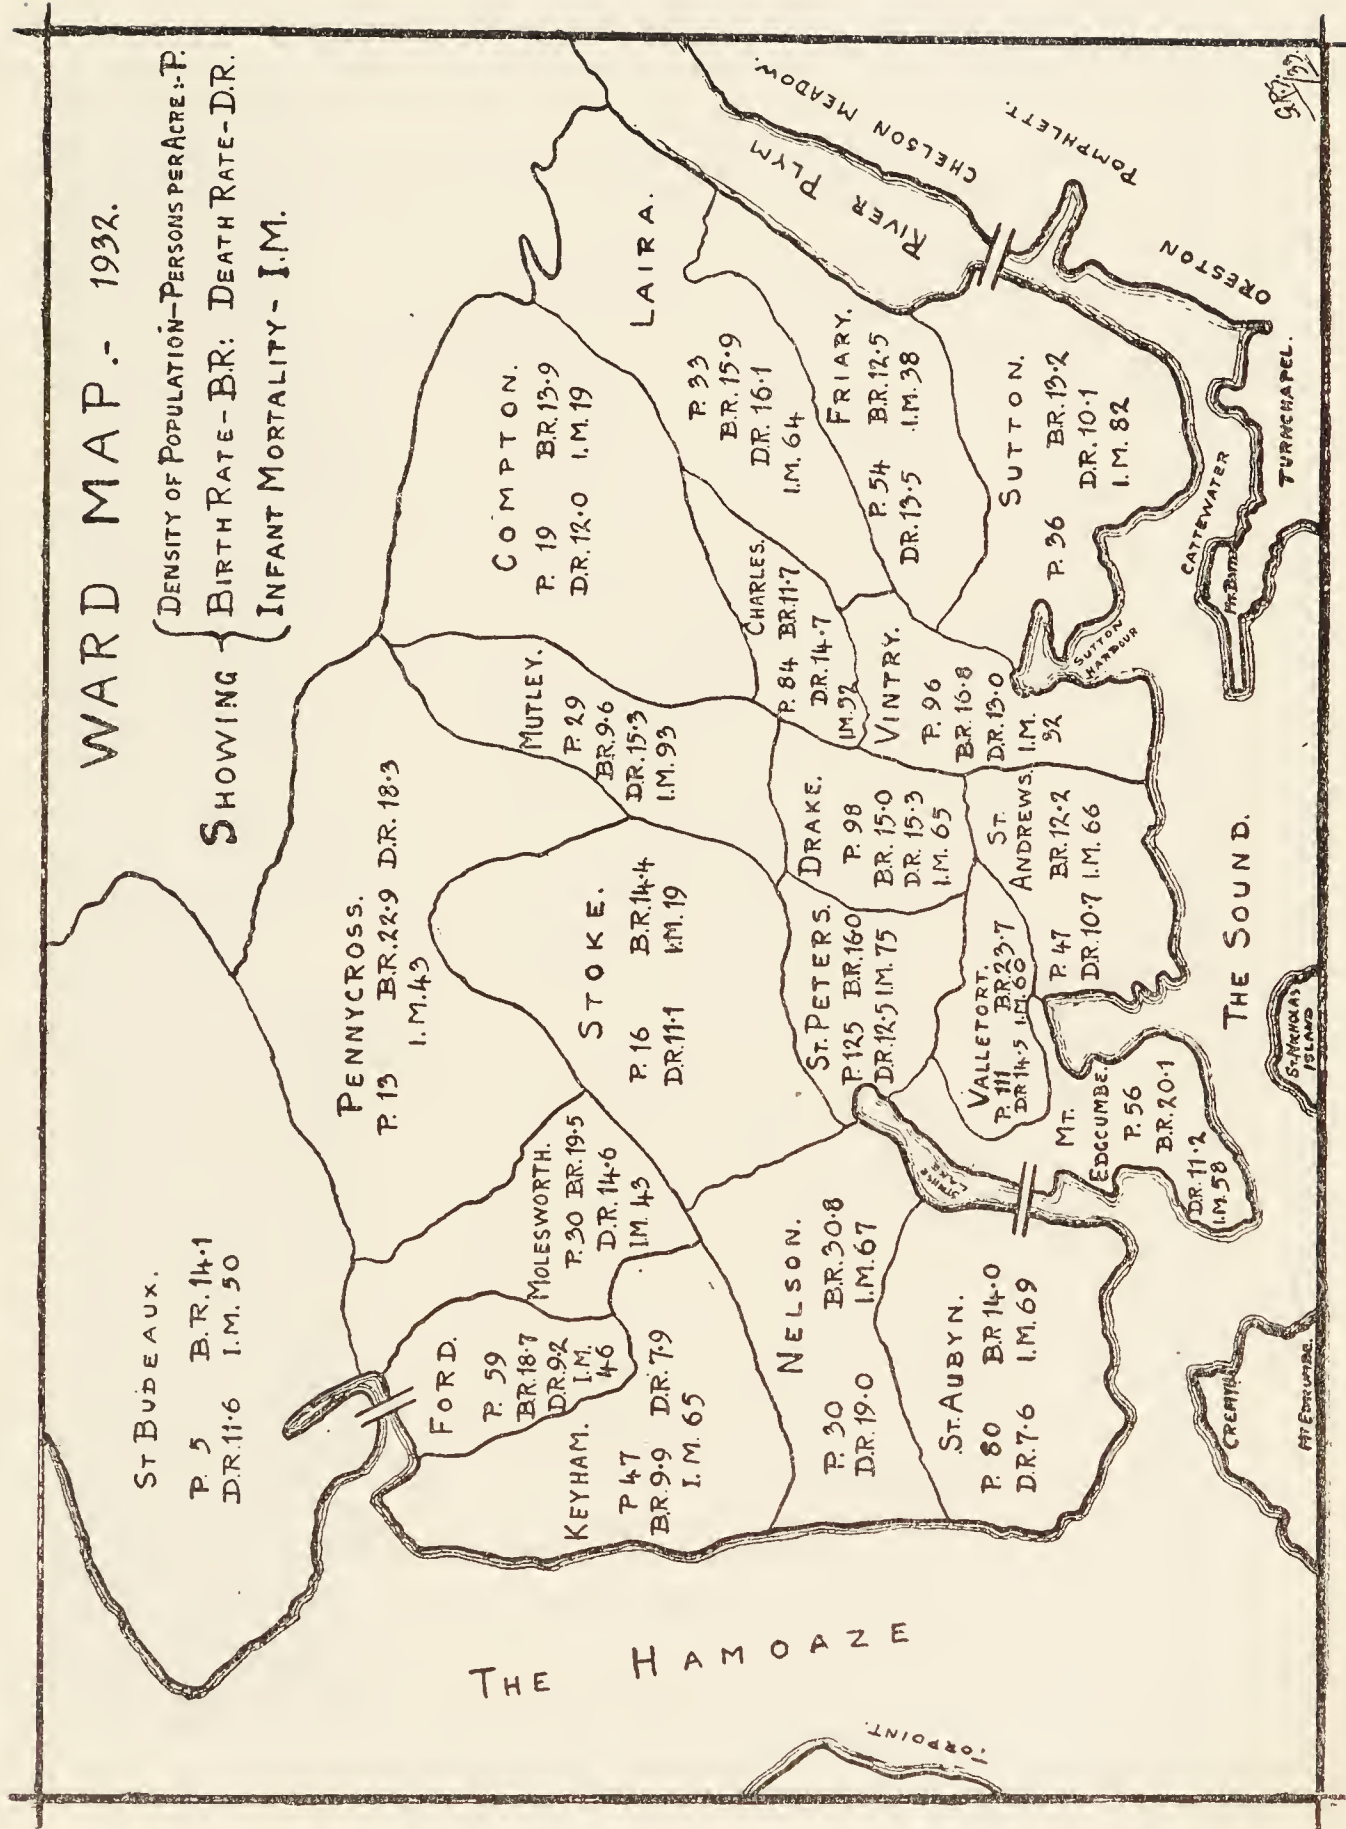 WARD MAP.- 1932.
SHOWING
DENSITY OF POPULATION-PERSONS PER ACRE:-P.
BIRTH RATE-B.R: DEATH RATE-D.R.
INFANT MORTALITY- I.M.
ST BUDEAUX.
P. 5 B.R. 14·1
D.R. 11·6 I.M. 50
PENNYCROSS.
P. 13 B.R. 22·9 D.R. 18·3
I.M. 43
COMPTON.
P. 19 B.R. 13·9
D.R. 12·0 I.M. 19
LAIRA.
P. 33
B.R. 15·9
D.R. 16·1
I.M. 64
MUTLEY.
P. 29
B.R. 9·6
D.R. 15·3
I.M. 93
STOKE.
P. 16 B.R. 14·4
D.R. 11·1 I.M. 19
MOLESWORTH.
P. 30 B.R. 19·5
D.R. 14·6
I.M. 43
FORD.
P. 59
B.R. 18·7
D.R. 9·2
I.M.
46
KEYHAM.
P 47
B.R. 9·9 D.R. 7·9
I.M. 65
NELSON.
P. 30 B.R. 30·8
D.R. 19·0 I.M. 67
ST. AUBYN.
P. 80 B.R 14·0
D.R. 7·6 I.M. 69
ST. PETERS.
P. 125 B.R. 16·0
D.R. 12·5 I.M. 75
DRAKE.
P. 98
B.R. 15·0
D.R. 15·3
I.M. 65
CHARLES.
P. 84 B.R. 11·7
D.R. 14·7
I.M. 32
VINTRY.
P. 96
B.R. 16·8
D.R. 13·0
I.M.
32
FRIARY.
P. 54 B.R. 12·5
D.R. 13·5 I.M. 38
SUTTON.
P. 36 B.R. 13·2
D.R. 10·1
I.M. 82
VALLETORT.
P. 111 B.R. 23·7
D.R 14·5 I.M. 60
ST.
ANDREWS.
P. 47 B.R. 12·2
D.R. 10·7 I.M. 66
MT.
EDGCUMBE.
P. 56
B.R. 20·1
D.R. 11·2
I.M. 58
STONEH.
LAKE
SUTTON
HARBOUR
RIVER PLYM
CHELSON MEADOW.
POMPHLETT.
ORESTON
TURNCHAPEL.
CATTEWATER
Mt. Batten
THE SOUND.
ST. NICHOLAS
ISLAND
CREMYLL
MT EDGCUMBE.
THE HAMOAZE
TORPOINT.